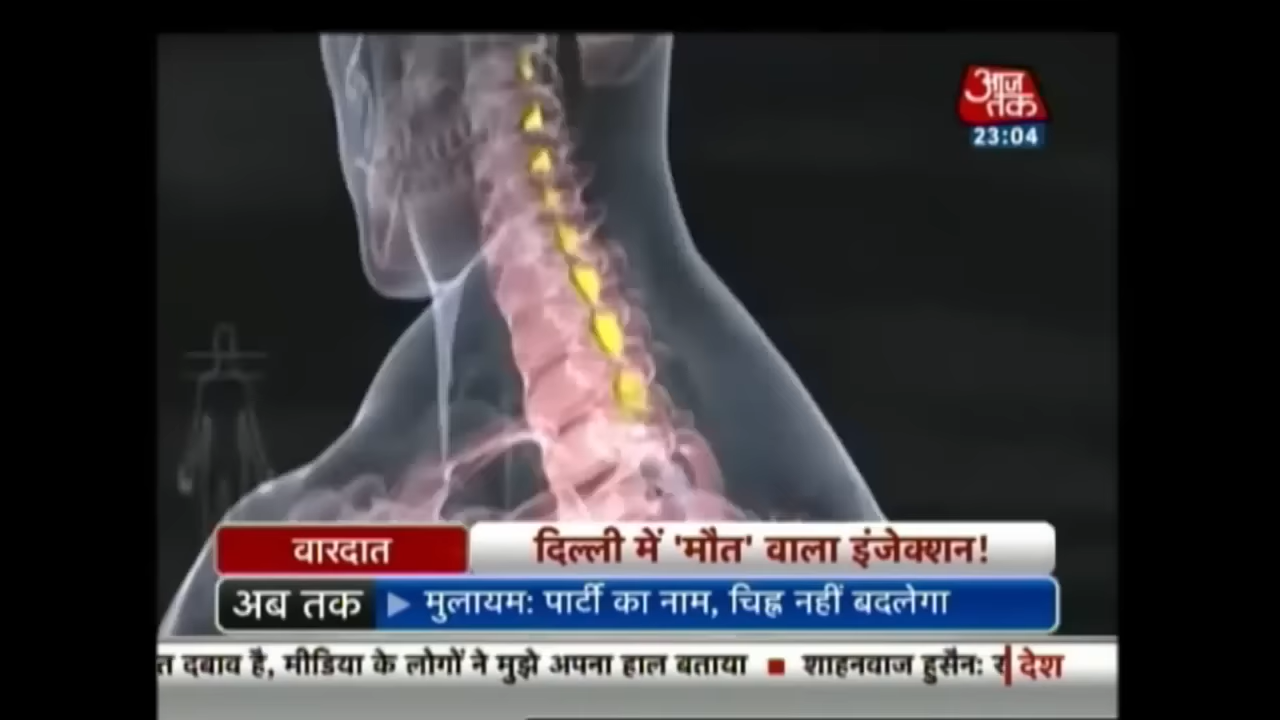 आज
तक
23:04
वारदात
दिल्ली में 'मौत' वाला इंजेक्शन!
अब तक
मुलायम: पार्टी का नाम, चिह्न नहीं बदलेगा
त दबाव है, मीडिया के लोगों ने मुझे अपना हाल बताया ■ शाहनवाज हुसैन:
देश